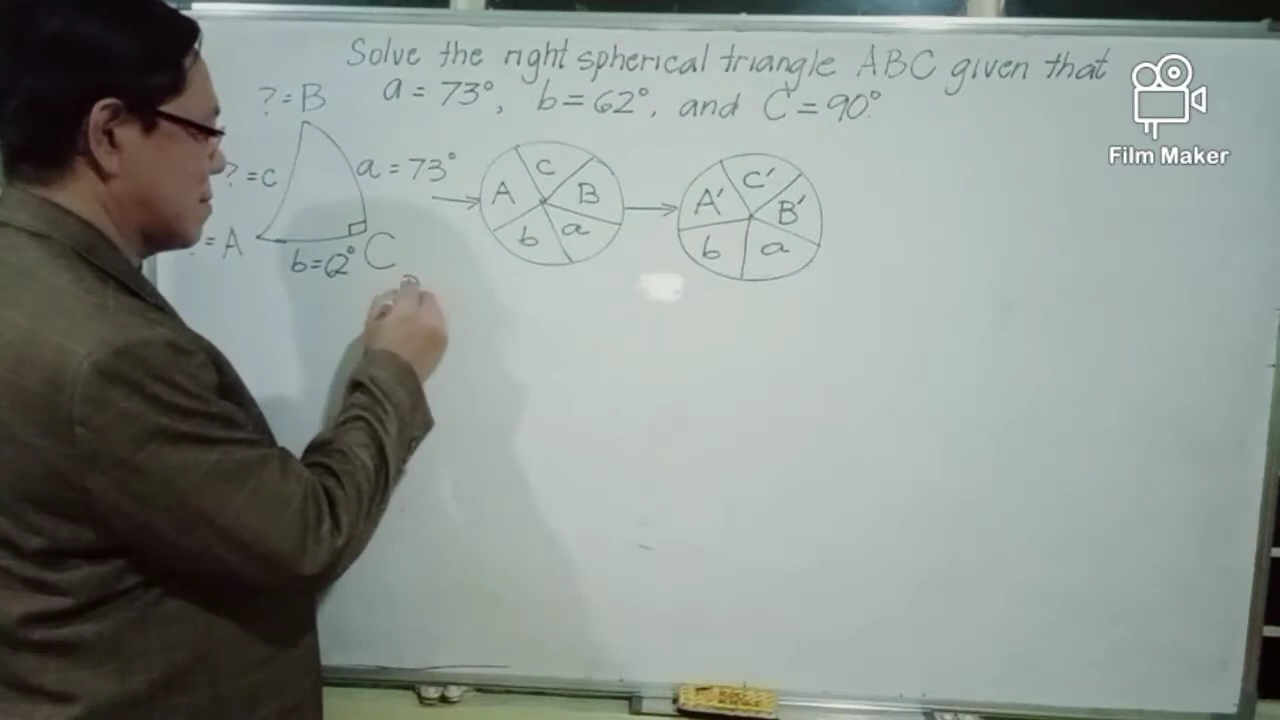 Solve the right spherical triangle ABC given that
a = 73°, b = 62°, and C = 90°.
? = B
a = 73°
? = c
= A
b = 62° C
A c B b a
A' c' B' b a
Film Maker